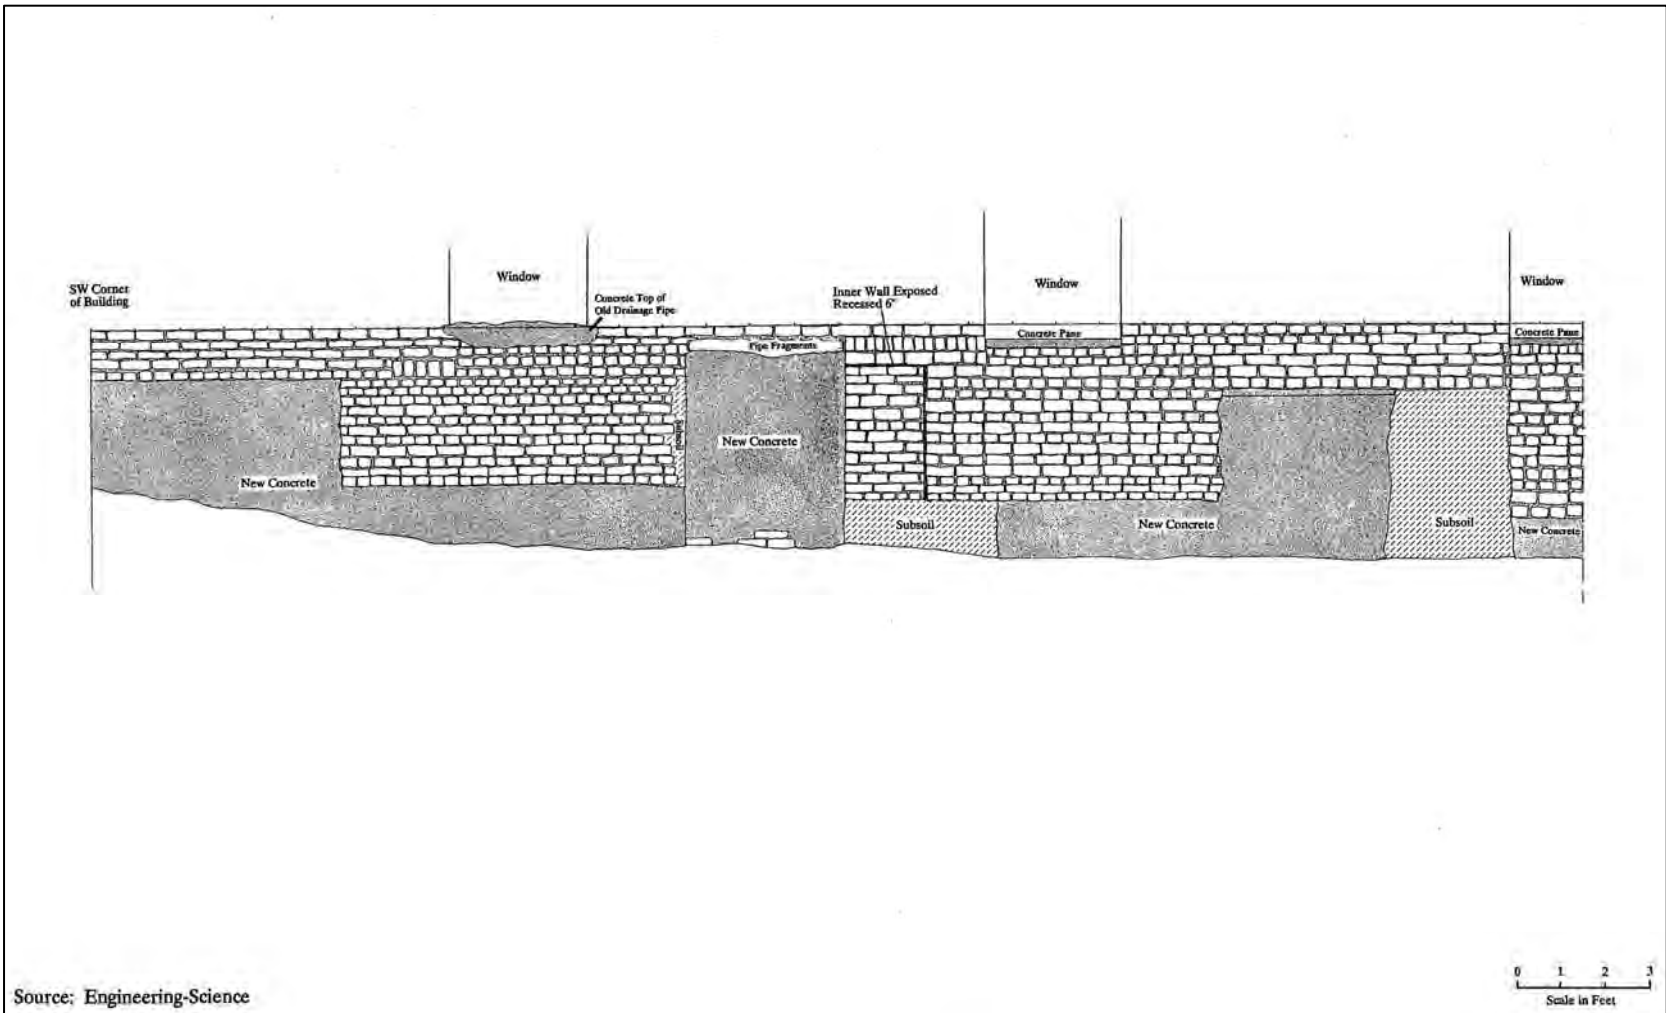 Window
Window
Window
SW Corner
of Building
Concrete Top of
Old Drainage Pipe
Inner Wall Exposed
Recessed 6"
Pipe Fragments
Concrete Pane
Concrete Pane
Subsoil
New Concrete
New Concrete
Subsoil
New Concrete
Subsoil
New Concrete
Source: Engineering-Science
0 1 2 3
Scale in Feet